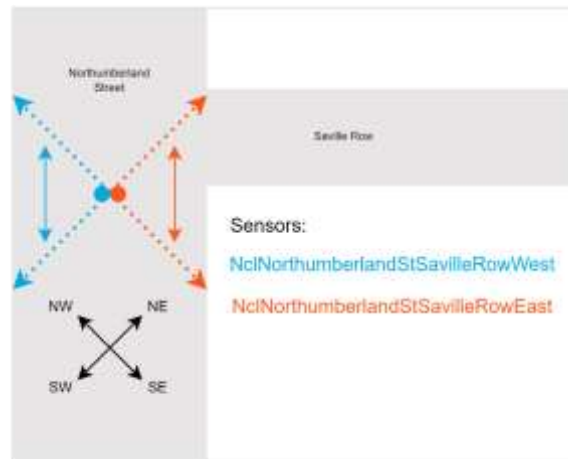 Northumberland
Street
Saville Row
Sensors:
NclNorthumberlandStSavilleRowWest
NclNorthumberlandStSavilleRowEast
NW NE
SW SE